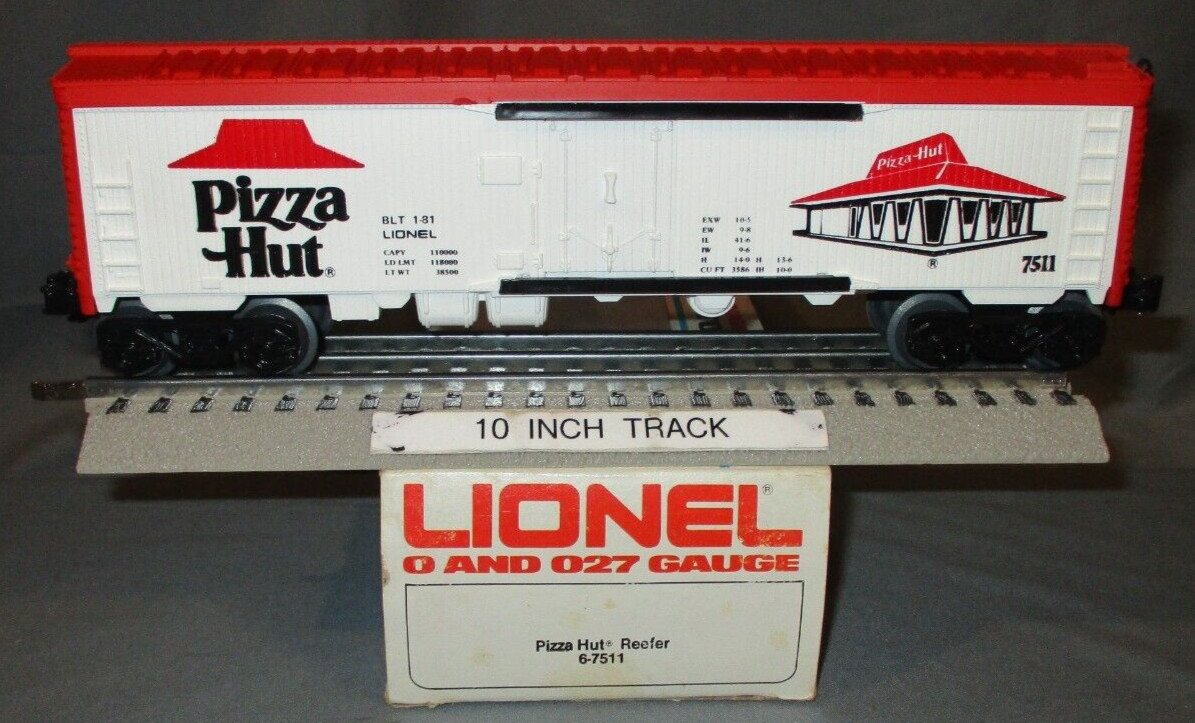 Pizza
Hut®
BLT 1-81
LIONEL
CAPY 110000
LD LMT 118000
LT WT 38500
EXW 10-5
EW 9-8
IL 41-6
IW 9-6
H 14-0 H 13-6
CU FT 3586 IH 10-0
Pizza Hut
®
7511
10 INCH TRACK
LIONEL®
O AND O27 GAUGE
Pizza Hut® Reefer
6-7511